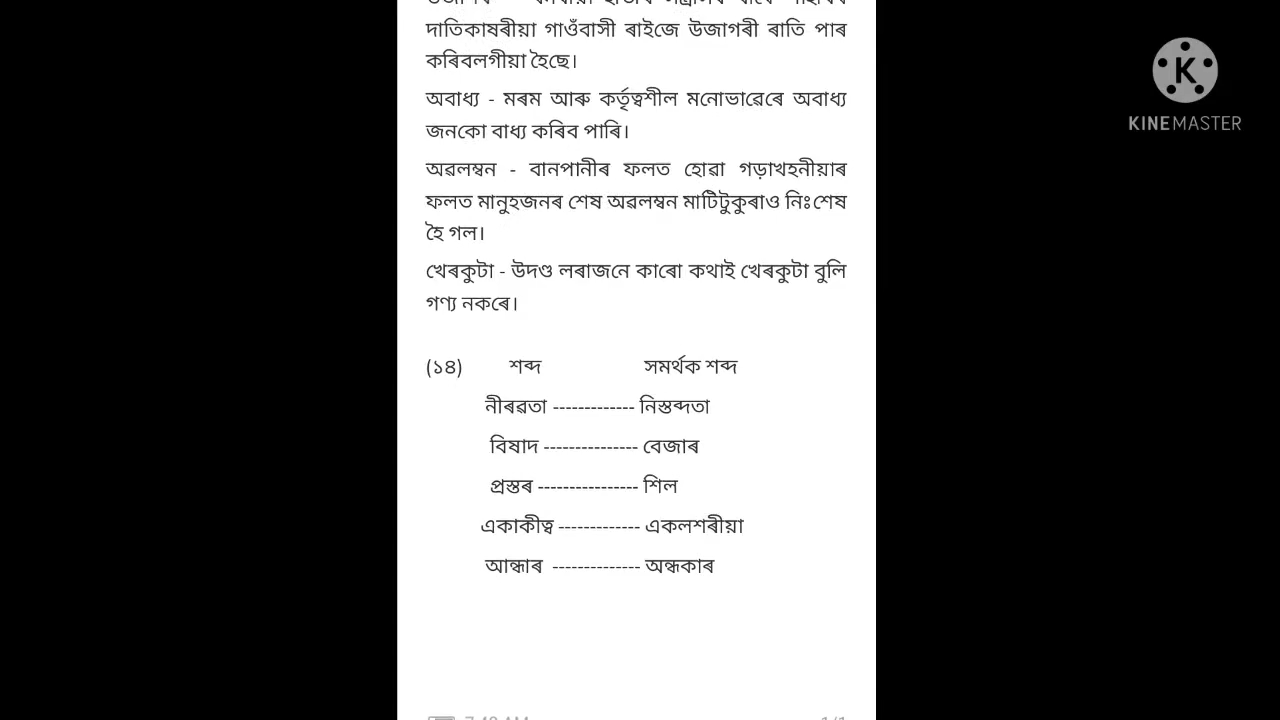 দাতিকাষৰীয়া গাওঁবাসী ৰাইজে উজাগৰী ৰাতি পাৰ
কৰিবলগীয়া হৈছে।
অবাধ্য - মৰম আৰু কৰ্তৃত্বশীল মনোভাৱেৰে অবাধ্য
জনকো বাধ্য কৰিব পাৰি।
অৱলম্বন - বানপানীৰ ফলত হোৱা গড়াখহনীয়াৰ
ফলত মানুহজনৰ শেষ অৱলম্বন মাটিটুকুৰাও নিঃশেষ
হৈ গল।
খেৰকুটা - উদণ্ড লৰাজনে কাৰো কথাই খেৰকুটা বুলি
গণ্য নকৰে।
(১৪) শব্দ সমৰ্থক শব্দ
নীৰৱতা ------------- নিস্তব্দতা
বিষাদ --------------- বেজাৰ
প্ৰস্তৰ ---------------- শিল
একাকীত্ব ------------- একলশৰীয়া
আন্ধাৰ -------------- অন্ধকাৰ
K
KINEMASTER